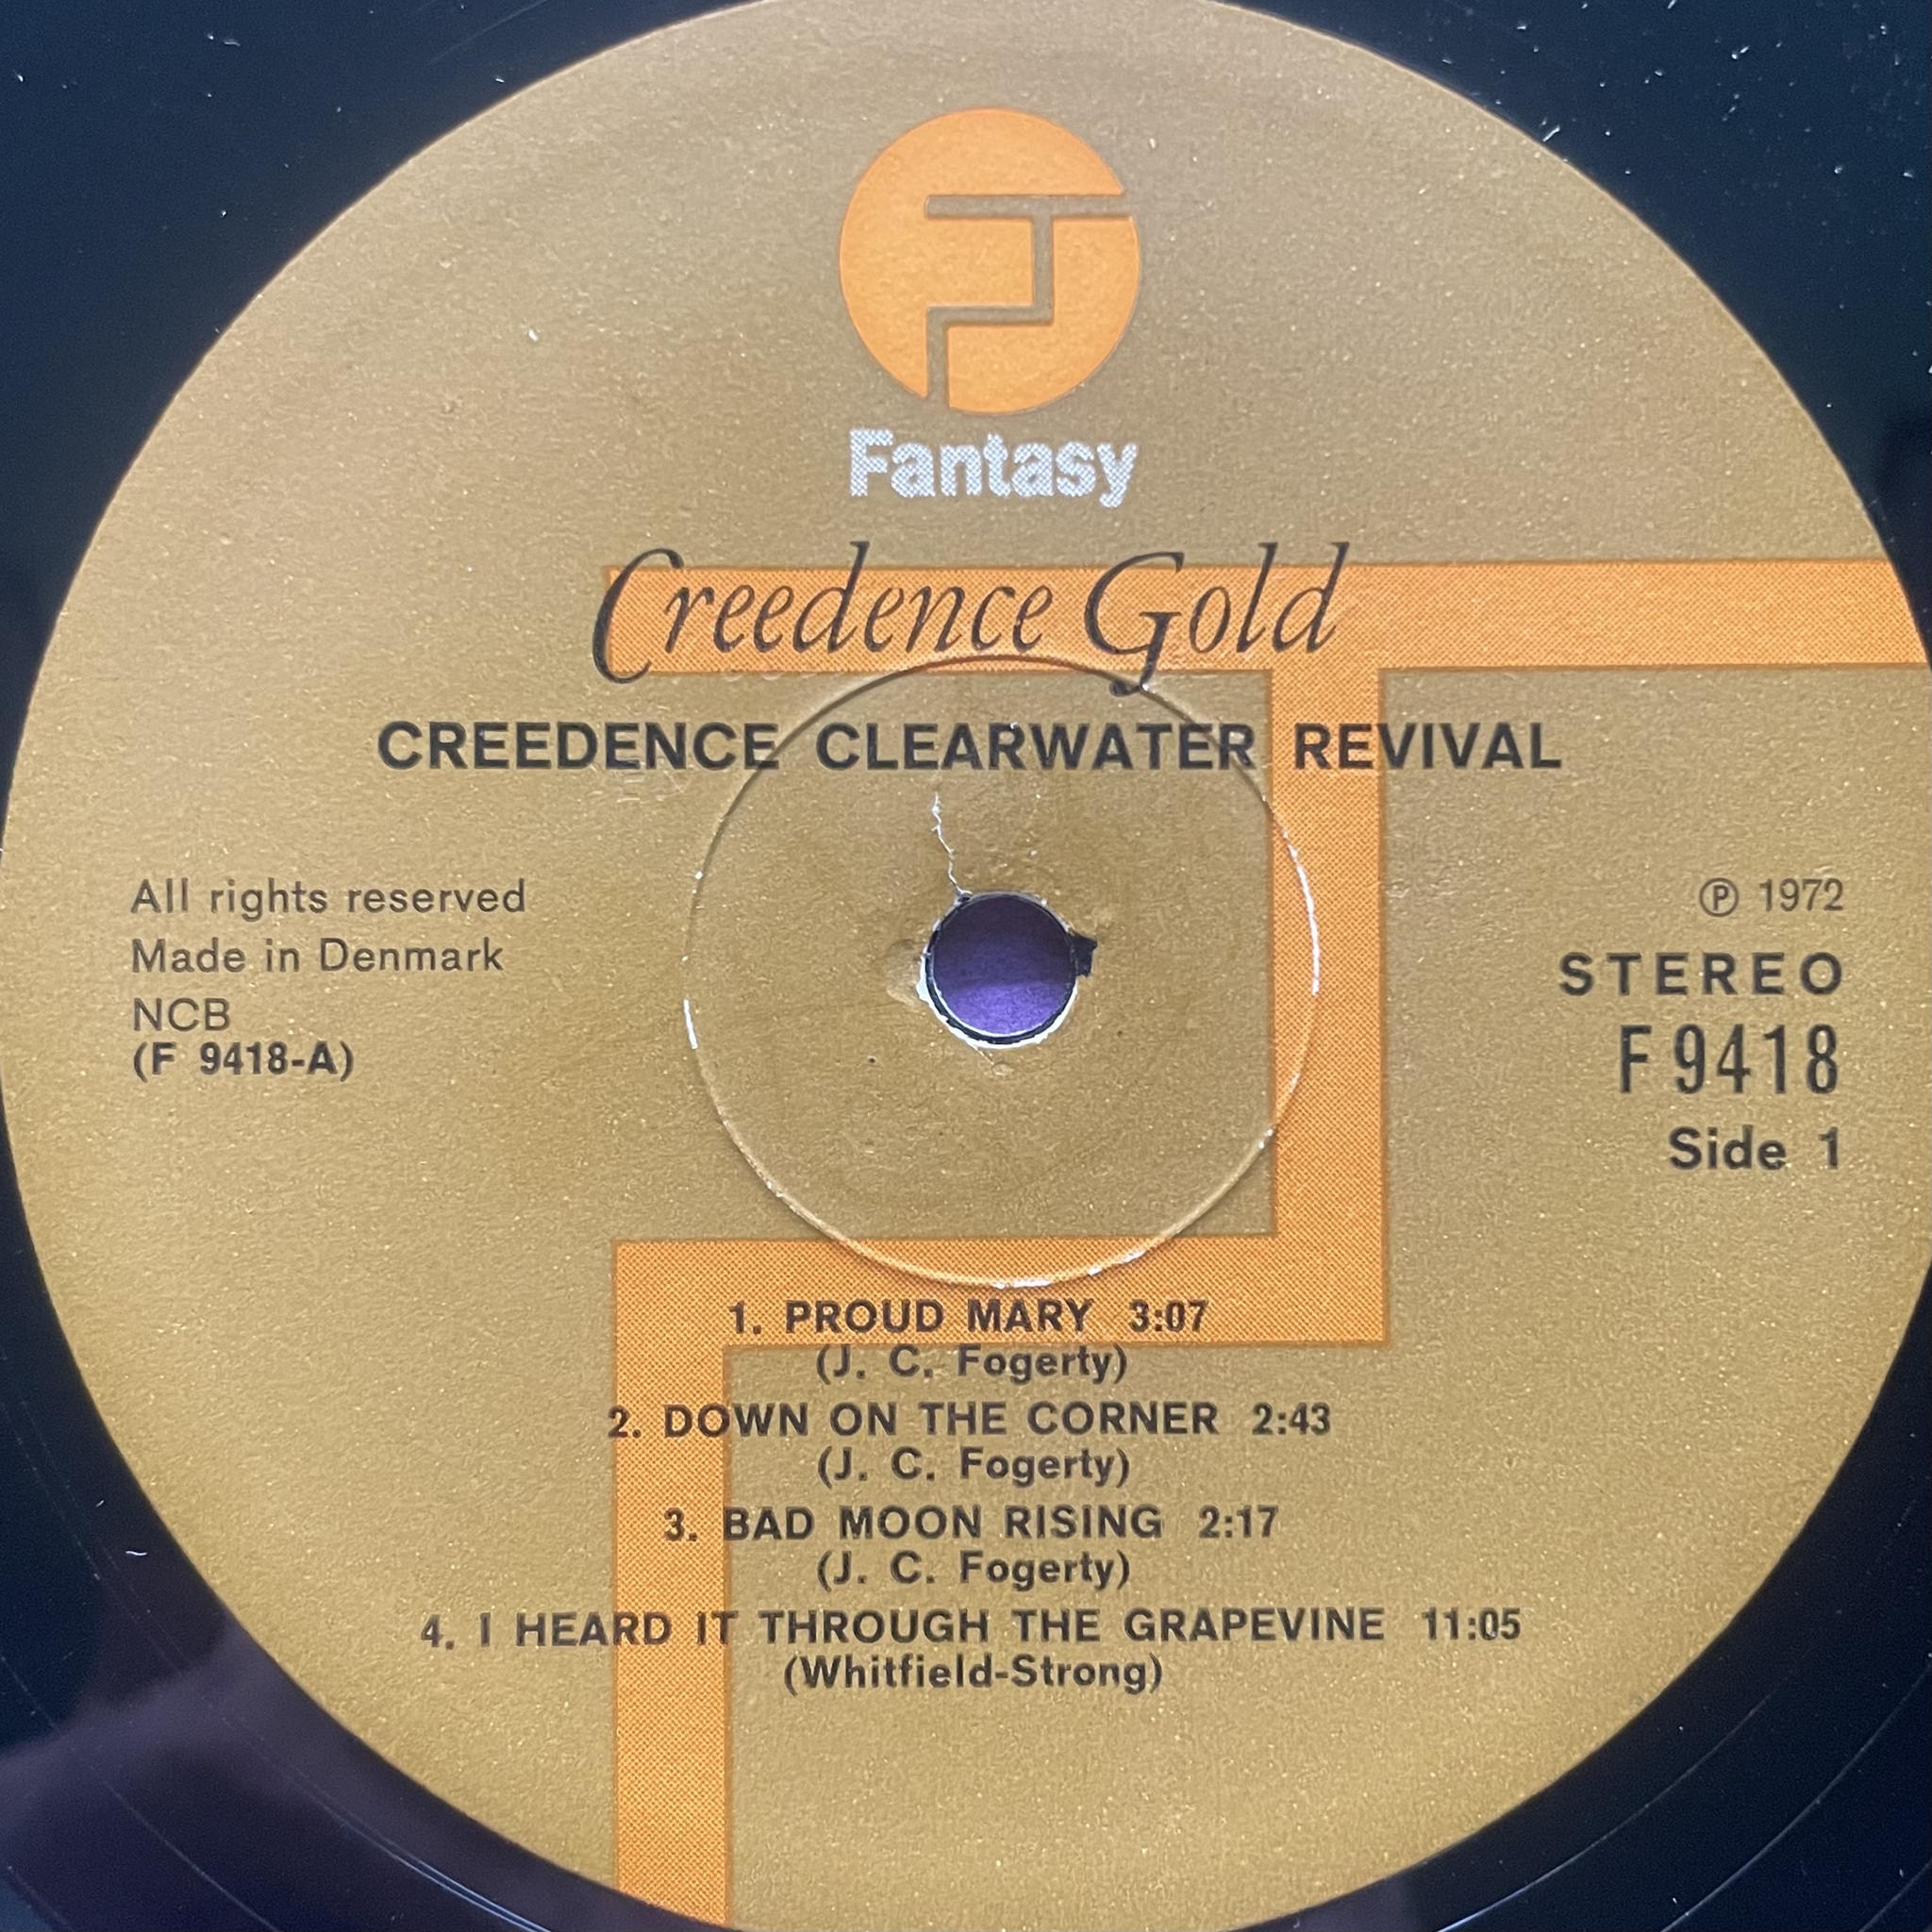 Fantasy
Creedence Gold
CREEDENCE CLEARWATER REVIVAL
All rights reserved
Made in Denmark
NCB
(F 9418-A)
℗ 1972
STEREO
F 9418
Side 1
1. PROUD MARY 3:07
(J. C. Fogerty)
2. DOWN ON THE CORNER 2:43
(J. C. Fogerty)
3. BAD MOON RISING 2:17
(J. C. Fogerty)
4. I HEARD IT THROUGH THE GRAPEVINE 11:05
(Whitfield-Strong)